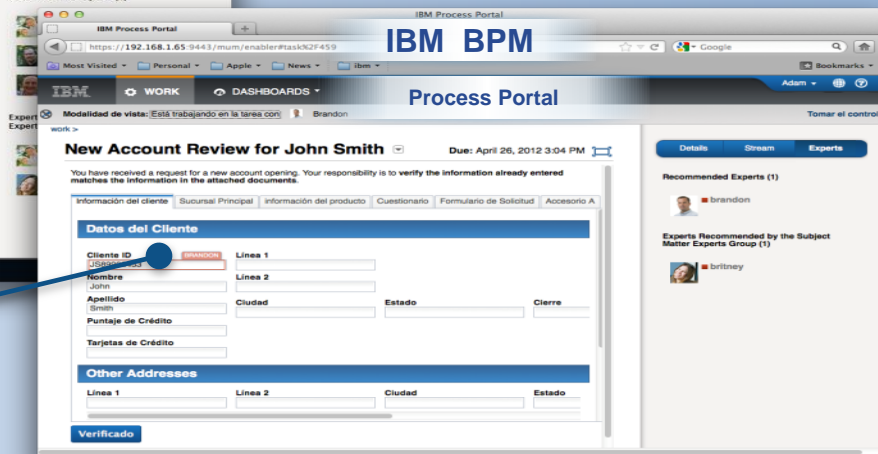 IBM Process Portal
IBM BPM
IBM Process Portal
https://192.168.1.65:9443/mum/enabler#task%2F459
Google
Most Visited
Personal
Apple
News
ibm
Bookmarks
IBM
WORK
DASHBOARDS
Process Portal
Adam
Expert
Expert
Modalidad de vista: Está trabajando en la tarea con:
Brandon
Tomar el control
work >
New Account Review for John Smith
Due: April 26, 2012 3:04 PM
Details
Stream
Experts
You have received a request for a new account opening. Your responsibility is to verify the information already entered
matches the information in the attached documents.
Recommended Experts (1)
brandon
Información del cliente
Sucursal Principal
información del producto
Cuestionario
Formulario de Solicitud
Accesorio A
Datos del Cliente
Experts Recommended by the Subject
Matter Experts Group (1)
britney
Cliente ID
BRANDON
Línea 1
Nombre
Línea 2
John
Apellido
Ciudad
Estado
Cierre
Smith
Puntaje de Crédito
Tarjetas de Crédito
Other Addresses
Línea 1
Línea 2
Ciudad
Estado
Verificado